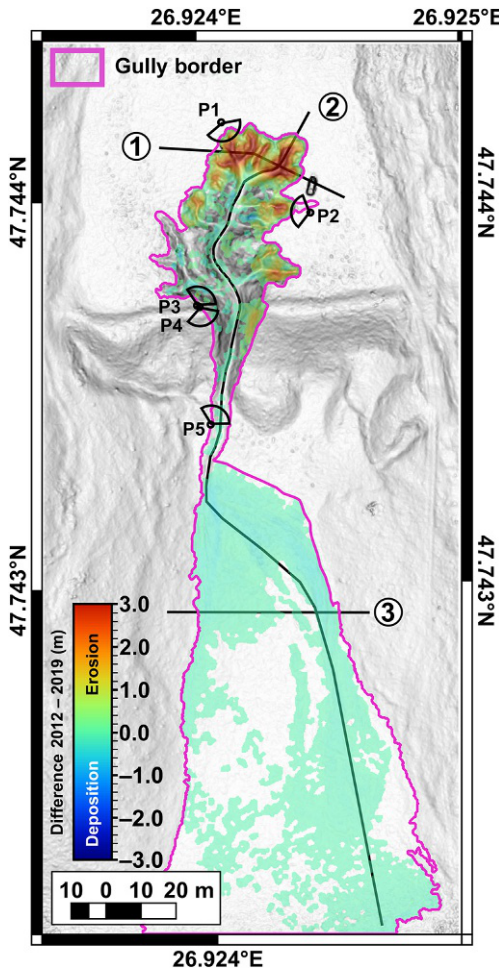 26.924°E 26.925°E
Gully border
P1
②
①
47.744°N
47.744°N
P2
P3
P4
P5
47.743°N
47.743°N
③
Difference 2012 – 2019 (m)
Erosion
Deposition
3.0
2.0
1.0
0.0
−1.0
−2.0
−3.0
10 0 10 20 m
26.924°E